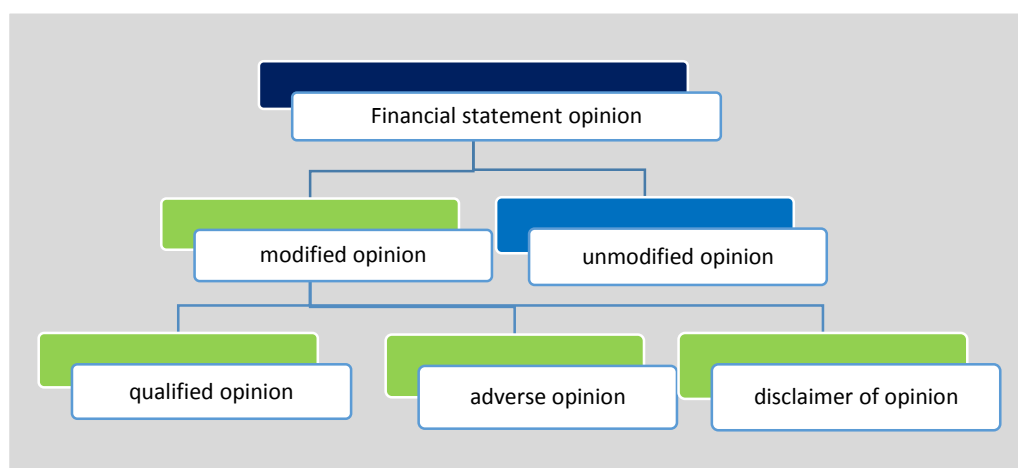 Financial statement opinion
modified opinion
unmodified opinion
qualified opinion
adverse opinion
disclaimer of opinion